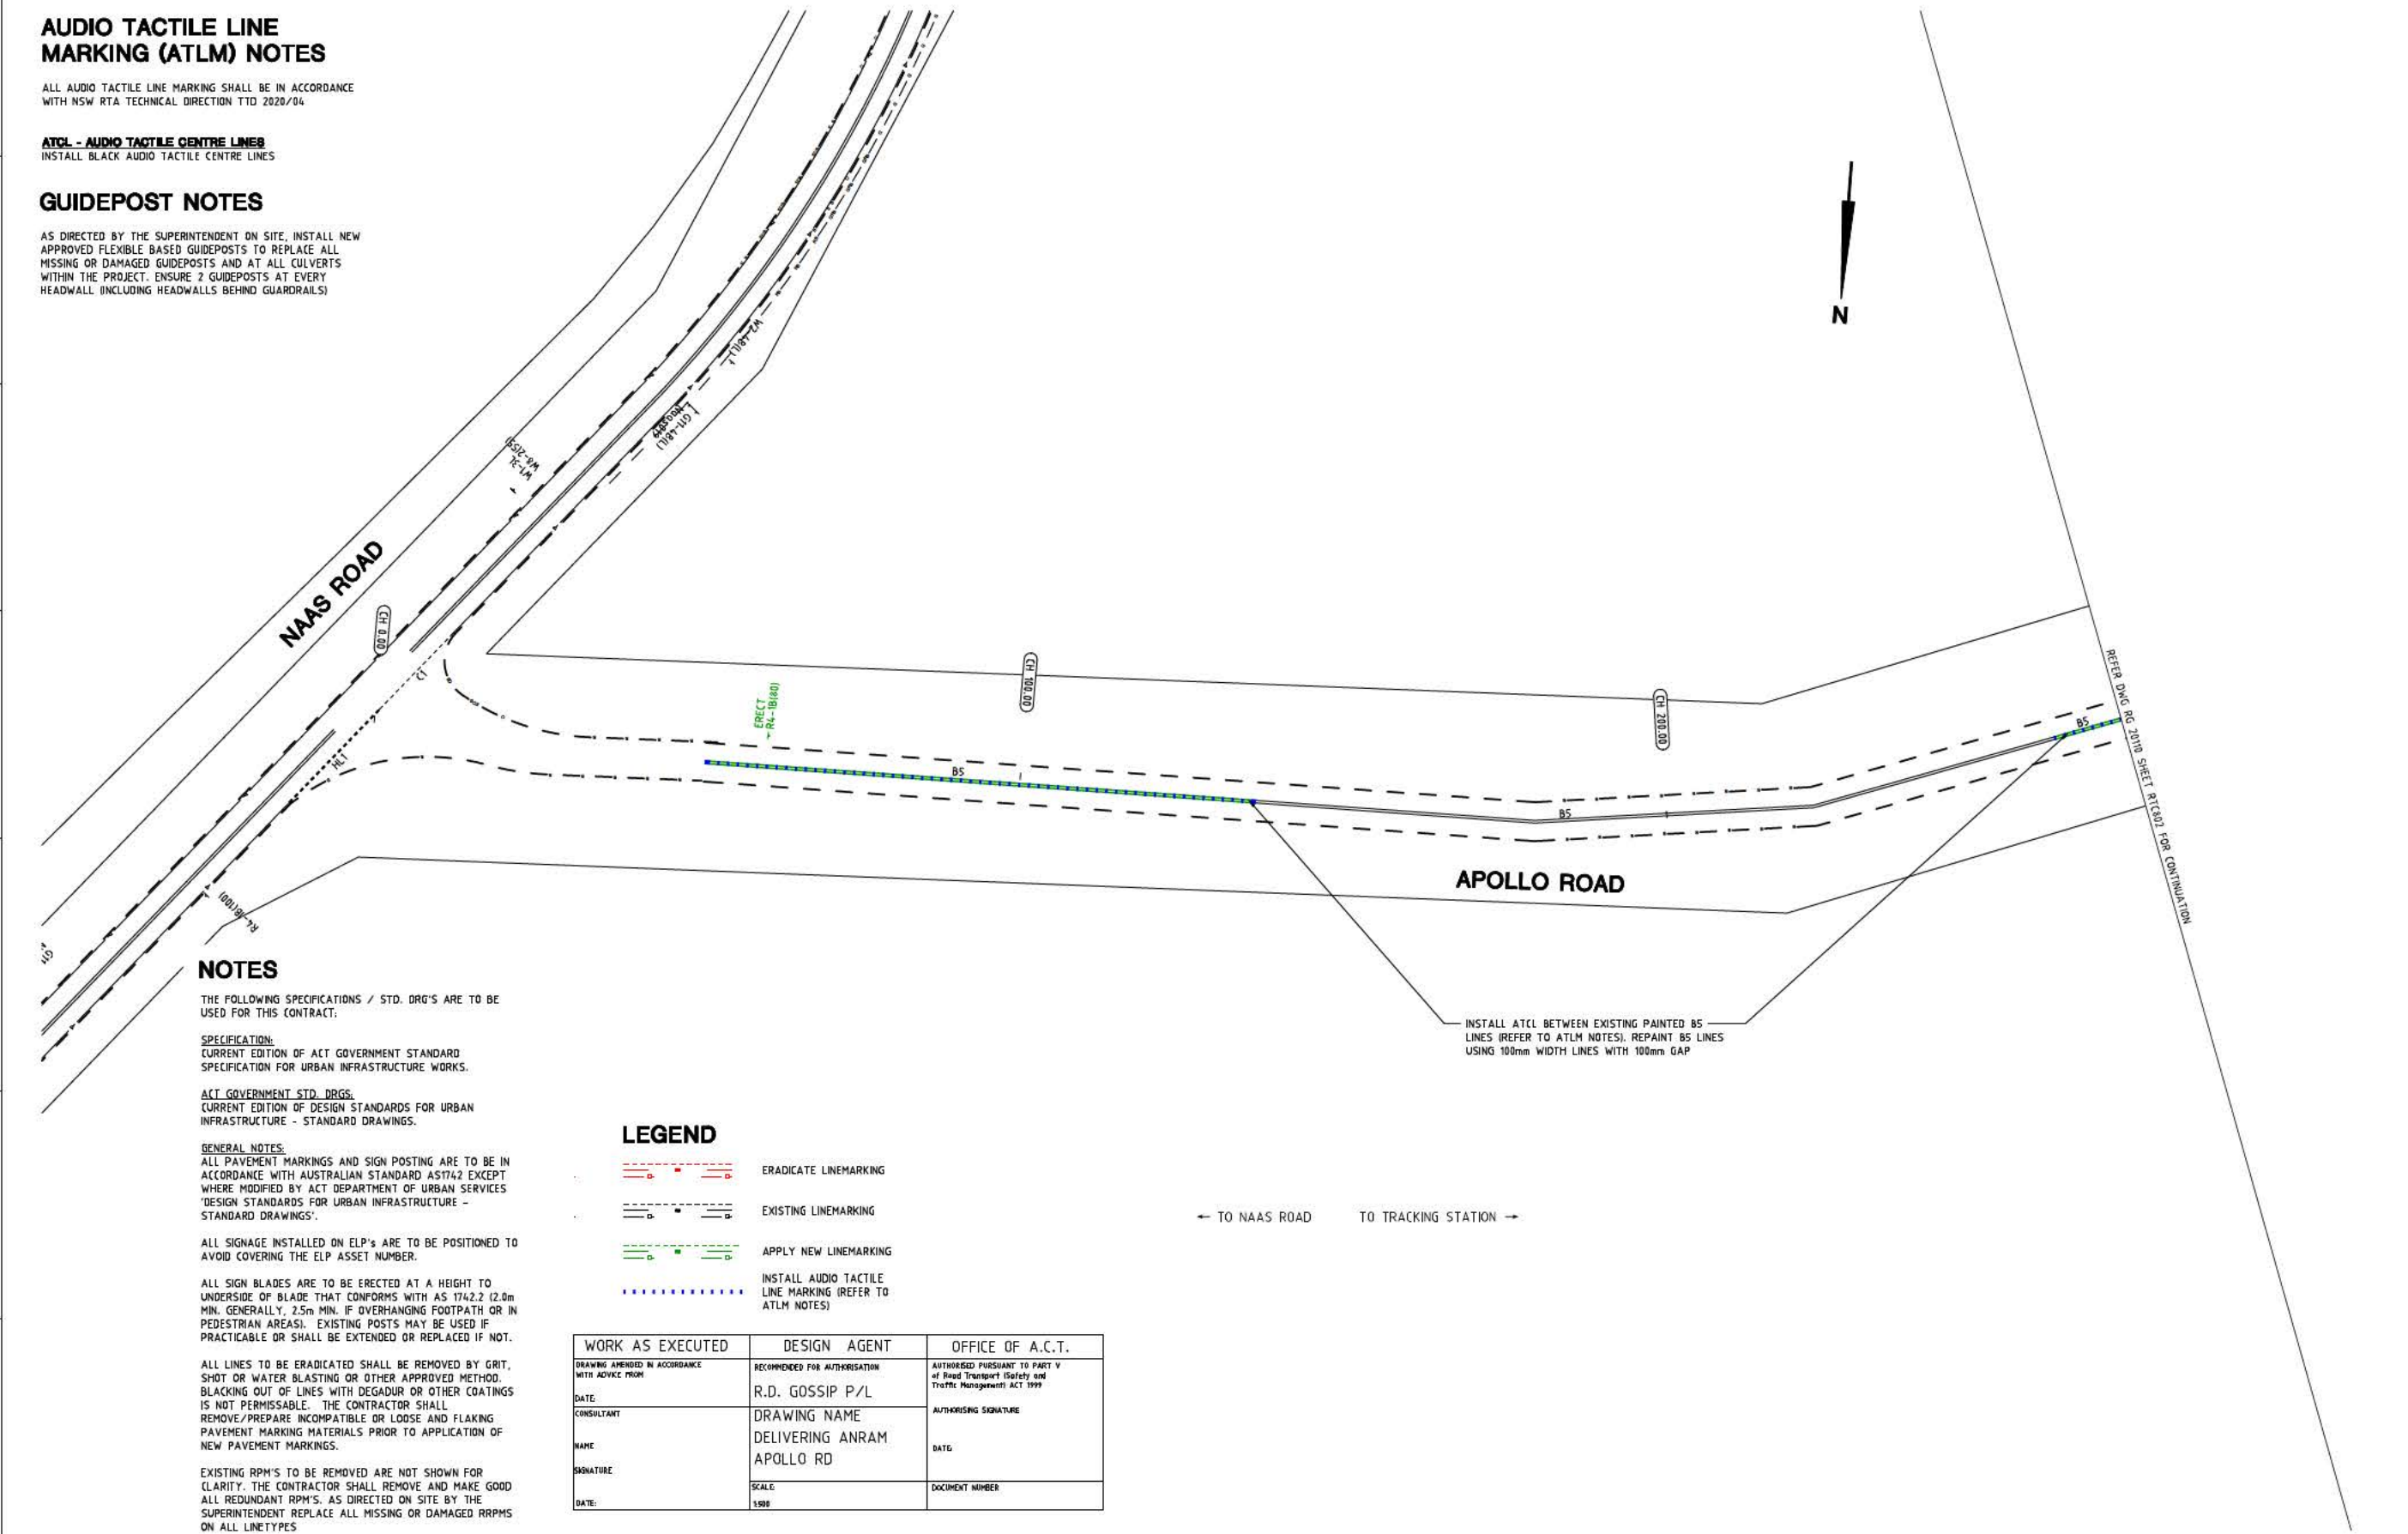 AUDIO TACTILE LINE
MARKING (ATLM) NOTES
ALL AUDIO TACTILE LINE MARKING SHALL BE IN ACCORDANCE
WITH NSW RTA TECHNICAL DIRECTION TTD 2020/04
ATCL - AUDIO TACTILE CENTRE LINES
INSTALL BLACK AUDIO TACTILE CENTRE LINES
GUIDEPOST NOTES
AS DIRECTED BY THE SUPERINTENDENT ON SITE, INSTALL NEW
APPROVED FLEXIBLE BASED GUIDEPOSTS TO REPLACE ALL
MISSING OR DAMAGED GUIDEPOSTS AND AT ALL CULVERTS
WITHIN THE PROJECT. ENSURE 2 GUIDEPOSTS AT EVERY
HEADWALL (INCLUDING HEADWALLS BEHIND GUARDRAILS)
N
W2-4B(L)
G11-4B(L)
W1-3L
W8-2(55)
NAAS ROAD
CH 0.00
C1
HL1
R4-1B(100)
G11
ERECT
R4-1B(80)
CH 100.00
B5
CH 200.00
B5
B5
REFER DWG RG 20110 SHEET RTC802 FOR CONTINUATION
APOLLO ROAD
INSTALL ATCL BETWEEN EXISTING PAINTED B5
LINES (REFER TO ATLM NOTES). REPAINT B5 LINES
USING 100mm WIDTH LINES WITH 100mm GAP
NOTES
THE FOLLOWING SPECIFICATIONS / STD. DRG'S ARE TO BE
USED FOR THIS CONTRACT:
SPECIFICATION:
CURRENT EDITION OF ACT GOVERNMENT STANDARD
SPECIFICATION FOR URBAN INFRASTRUCTURE WORKS.
ACT GOVERNMENT STD. DRGS:
CURRENT EDITION OF DESIGN STANDARDS FOR URBAN
INFRASTRUCTURE - STANDARD DRAWINGS.
GENERAL NOTES:
ALL PAVEMENT MARKINGS AND SIGN POSTING ARE TO BE IN
ACCORDANCE WITH AUSTRALIAN STANDARD AS1742 EXCEPT
WHERE MODIFIED BY ACT DEPARTMENT OF URBAN SERVICES
'DESIGN STANDARDS FOR URBAN INFRASTRUCTURE -
STANDARD DRAWINGS'.
ALL SIGNAGE INSTALLED ON ELP's ARE TO BE POSITIONED TO
AVOID COVERING THE ELP ASSET NUMBER.
ALL SIGN BLADES ARE TO BE ERECTED AT A HEIGHT TO
UNDERSIDE OF BLADE THAT CONFORMS WITH AS 1742.2 (2.0m
MIN. GENERALLY, 2.5m MIN. IF OVERHANGING FOOTPATH OR IN
PEDESTRIAN AREAS). EXISTING POSTS MAY BE USED IF
PRACTICABLE OR SHALL BE EXTENDED OR REPLACED IF NOT.
ALL LINES TO BE ERADICATED SHALL BE REMOVED BY GRIT,
SHOT OR WATER BLASTING OR OTHER APPROVED METHOD.
BLACKING OUT OF LINES WITH DEGADUR OR OTHER COATINGS
IS NOT PERMISSABLE. THE CONTRACTOR SHALL
REMOVE/PREPARE INCOMPATIBLE OR LOOSE AND FLAKING
PAVEMENT MARKING MATERIALS PRIOR TO APPLICATION OF
NEW PAVEMENT MARKINGS.
EXISTING RPM'S TO BE REMOVED ARE NOT SHOWN FOR
CLARITY. THE CONTRACTOR SHALL REMOVE AND MAKE GOOD
ALL REDUNDANT RPM'S. AS DIRECTED ON SITE BY THE
SUPERINTENDENT REPLACE ALL MISSING OR DAMAGED RRPMS
ON ALL LINETYPES
LEGEND
ERADICATE LINEMARKING
EXISTING LINEMARKING
APPLY NEW LINEMARKING
INSTALL AUDIO TACTILE
LINE MARKING (REFER TO
ATLM NOTES)
← TO NAAS ROAD
TO TRACKING STATION →
WORK AS EXECUTED
DRAWING AMENDED IN ACCORDANCE
WITH ADVICE FROM
DATE:
CONSULTANT
NAME
SIGNATURE
DATE:
DESIGN AGENT
RECOMMENDED FOR AUTHORISATION
R.D. GOSSIP P/L
DRAWING NAME
DELIVERING ANRAM
APOLLO RD
SCALE:
1:500
OFFICE OF A.C.T.
AUTHORISED PURSUANT TO PART V
of Road Transport (Safety and
Traffic Management) ACT 1999
AUTHORISING SIGNATURE
DATE:
DOCUMENT NUMBER